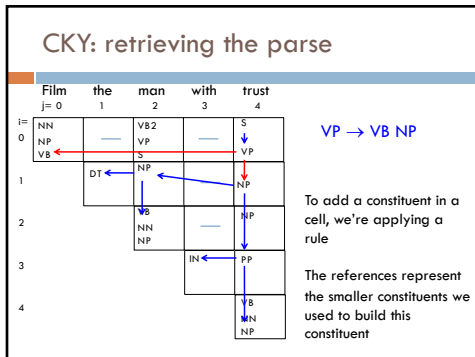 CKY: retrieving the parse
Film the man with trust
j= 0 1 2 3 4
i=
0
NN
NP
VB
VB2
VP
S
S
VP
VP → VB NP
1
DT
NP
NP
To add a constituent in a
cell, we're applying a
rule
2
VB
NN
NP
NP
3
IN
PP
The references represent
the smaller constituents we
used to build this
constituent
4
VB
NN
NP